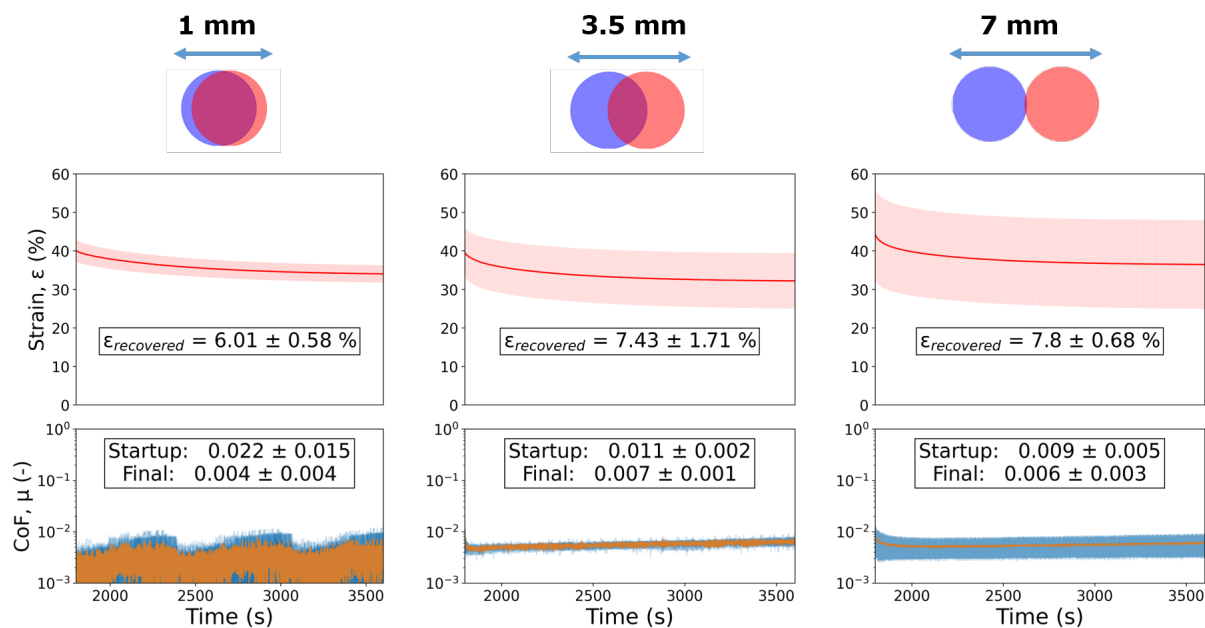 1 mm
3.5 mm
7 mm
Strain, ε (%)
60
50
40
30
20
10
0
ε_recovered = 6.01 ± 0.58 %
60
50
40
30
20
10
0
ε_recovered = 7.43 ± 1.71 %
60
50
40
30
20
10
0
ε_recovered = 7.8 ± 0.68 %
CoF, µ (-)
10⁰
10⁻¹
10⁻²
10⁻³
Startup: 0.022 ± 0.015
Final: 0.004 ± 0.004
2000 2500 3000 3500
Time (s)
10⁰
10⁻¹
10⁻²
10⁻³
Startup: 0.011 ± 0.002
Final: 0.007 ± 0.001
2000 2500 3000 3500
Time (s)
10⁰
10⁻¹
10⁻²
10⁻³
Startup: 0.009 ± 0.005
Final: 0.006 ± 0.003
2000 2500 3000 3500
Time (s)